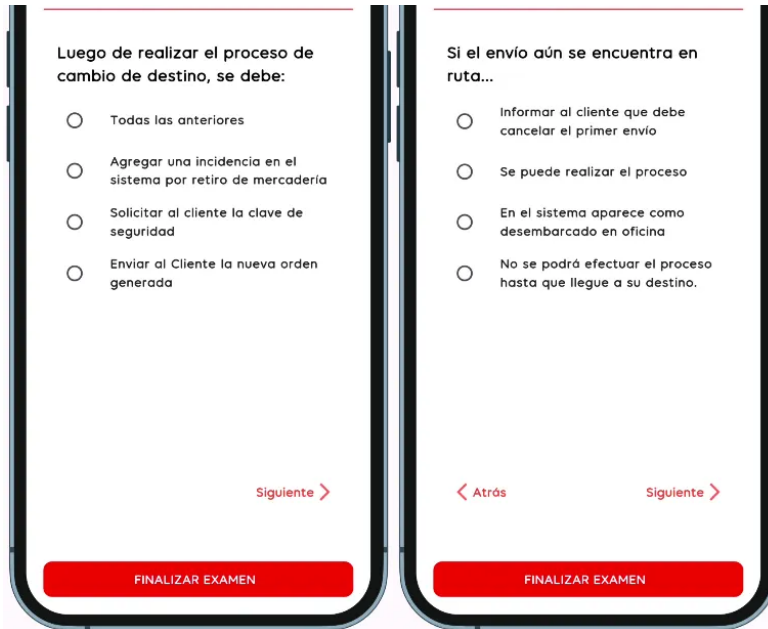 Luego de realizar el proceso de
cambio de destino, se debe:
Todas las anteriores
Agregar una incidencia en el
sistema por retiro de mercadería
Solicitar al cliente la clave de
seguridad
Enviar al Cliente la nueva orden
generada
Siguiente
FINALIZAR EXAMEN
Si el envío aún se encuentra en
ruta...
Informar al cliente que debe
cancelar el primer envío
Se puede realizar el proceso
En el sistema aparece como
desembarcado en oficina
No se podrá efectuar el proceso
hasta que llegue a su destino.
Atrás
Siguiente
FINALIZAR EXAMEN